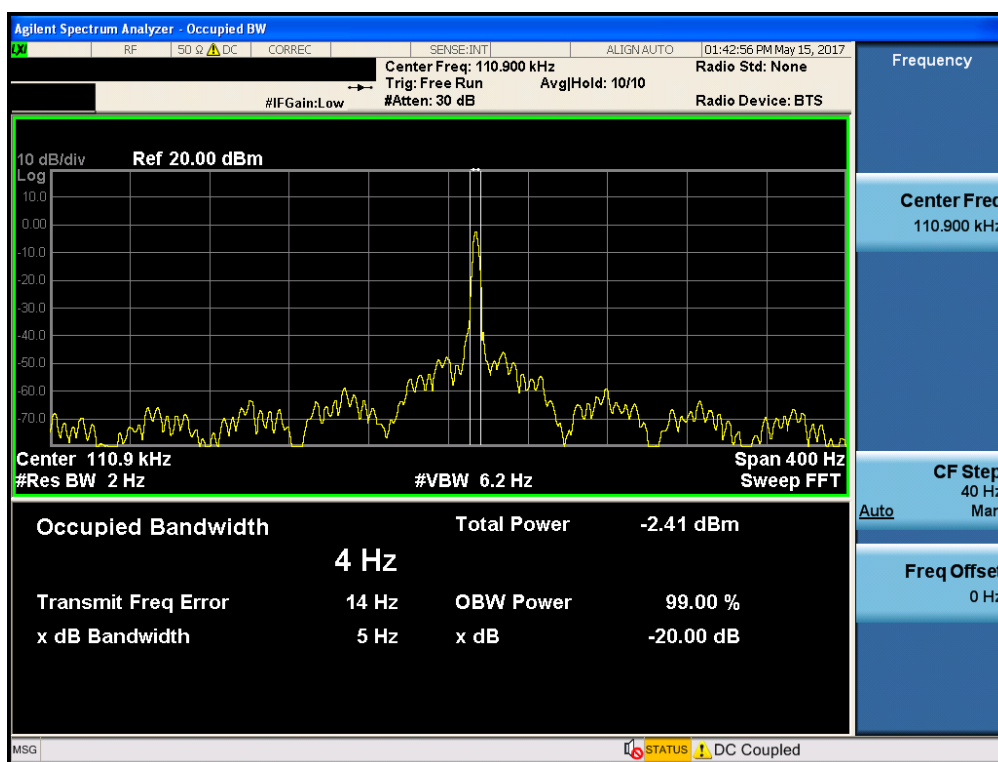 Agilent Spectrum Analyzer - Occupied BW
LXI RF 50 Ω DC CORREC SENSE:INT ALIGN AUTO 01:42:56 PM May 15, 2017
Center Freq: 110.900 kHz Radio Std: None
Trig: Free Run Avg|Hold: 10/10
#IFGain:Low #Atten: 30 dB Radio Device: BTS
Frequency
10 dB/div Ref 20.00 dBm
Log
10.0
0.00
-10.0
-20.0
-30.0
-40.0
-50.0
-60.0
-70.0
Center 110.9 kHz Span 400 Hz
#Res BW 2 Hz #VBW 6.2 Hz Sweep FFT
Center Freq
110.900 kHz
CF Step
40 Hz
Auto Man
Freq Offset
0 Hz
Occupied Bandwidth Total Power -2.41 dBm
4 Hz
Transmit Freq Error 14 Hz OBW Power 99.00 %
x dB Bandwidth 5 Hz x dB -20.00 dB
MSG STATUS DC Coupled